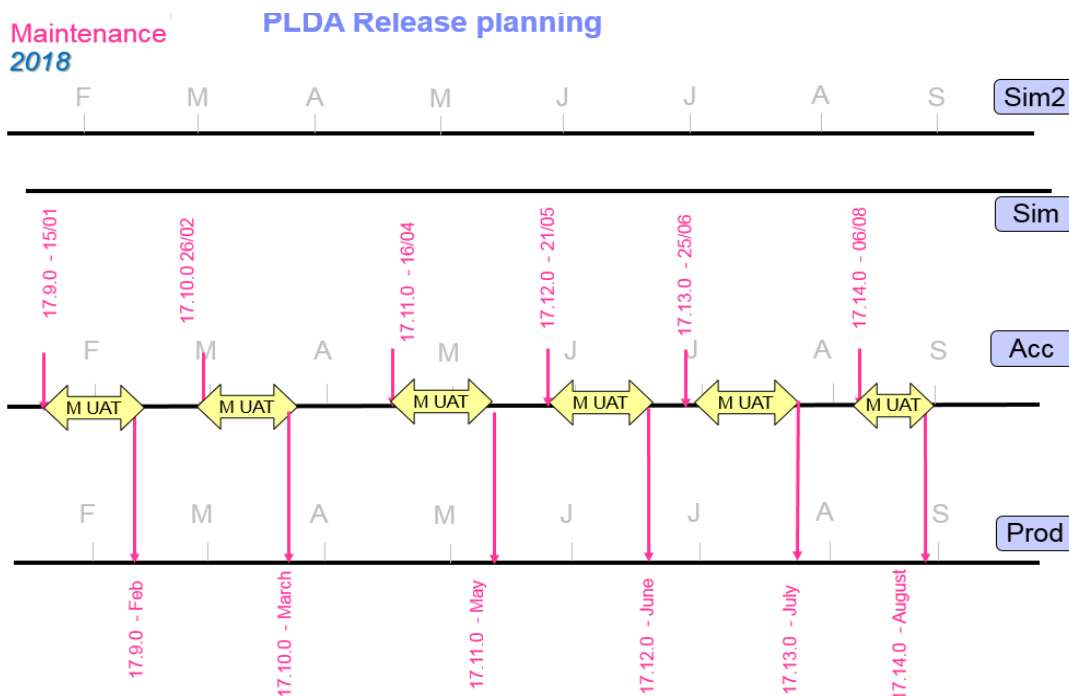 PLDA Release planning
Maintenance
2018
F M A M J J A S
Sim2
Sim
17.9.0 - 15/01
17.10.0 26/02
17.11.0 - 16/04
17.12.0 - 21/05
17.13.0 - 25/06
17.14.0 - 06/08
F M A M J J A S
Acc
M UAT M UAT M UAT M UAT M UAT M UAT
F M A M J J A S
Prod
17.9.0 - Feb
17.10.0 - March
17.11.0 - May
17.12.0 - June
17.13.0 - July
17.14.0 - August